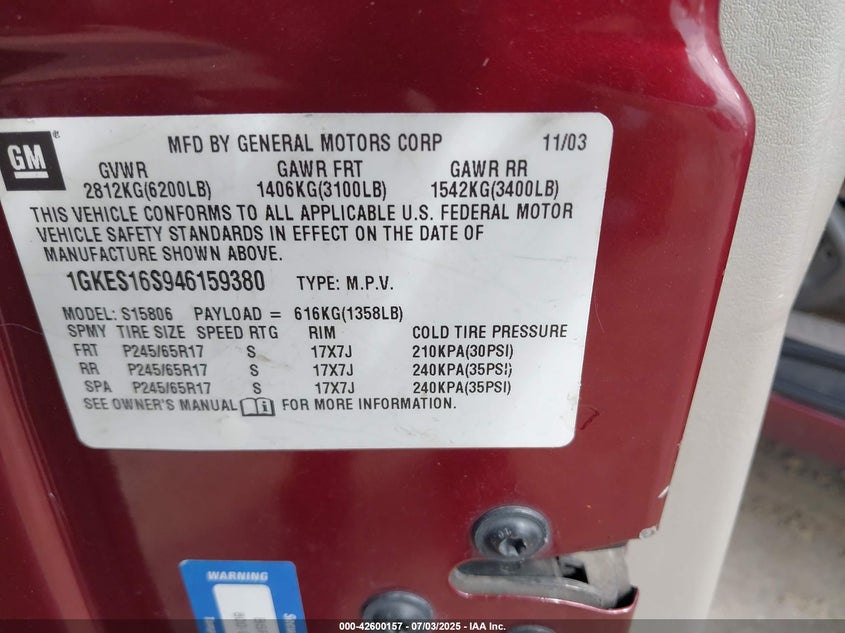 GM
MFD BY GENERAL MOTORS CORP 11/03
GVWR GAWR FRT GAWR RR
2812KG(6200LB) 1406KG(3100LB) 1542KG(3400LB)
THIS VEHICLE CONFORMS TO ALL APPLICABLE U.S. FEDERAL MOTOR
VEHICLE SAFETY STANDARDS IN EFFECT ON THE DATE OF
MANUFACTURE SHOWN ABOVE.
1GKES16S946159380 TYPE: M.P.V.
MODEL: S15806 PAYLOAD = 616KG(1358LB)
SPMY TIRE SIZE SPEED RTG RIM COLD TIRE PRESSURE
FRT P245/65R17 S 17X7J 210KPA(30PSI)
RR P245/65R17 S 17X7J 240KPA(35PSI)
SPA P245/65R17 S 17X7J 240KPA(35PSI)
SEE OWNER'S MANUAL FOR MORE INFORMATION.
WARNING
000-42600157 - 07/03/2025 - IAA Inc.